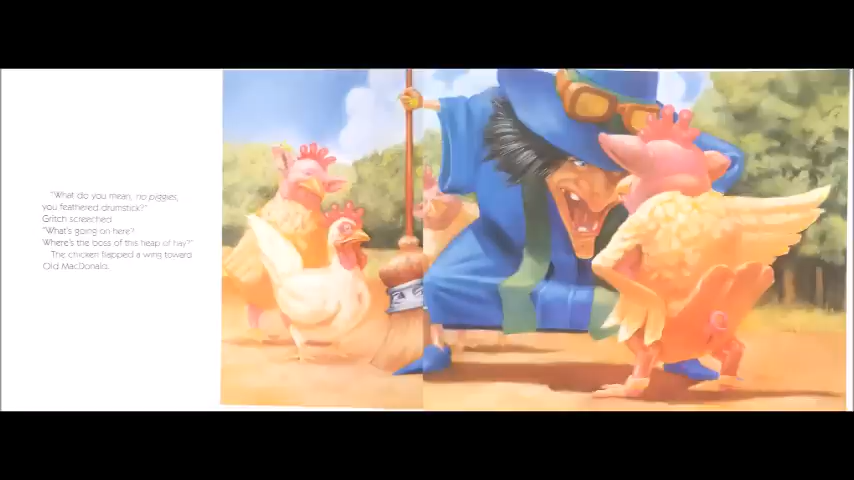 "What do you mean, no piggies,
you feathered drumstick?"
Gritch screeched.
"What's going on here?
Where's the boss of this heap of hay?"
The chicken flapped a wing toward
Old MacDonald.